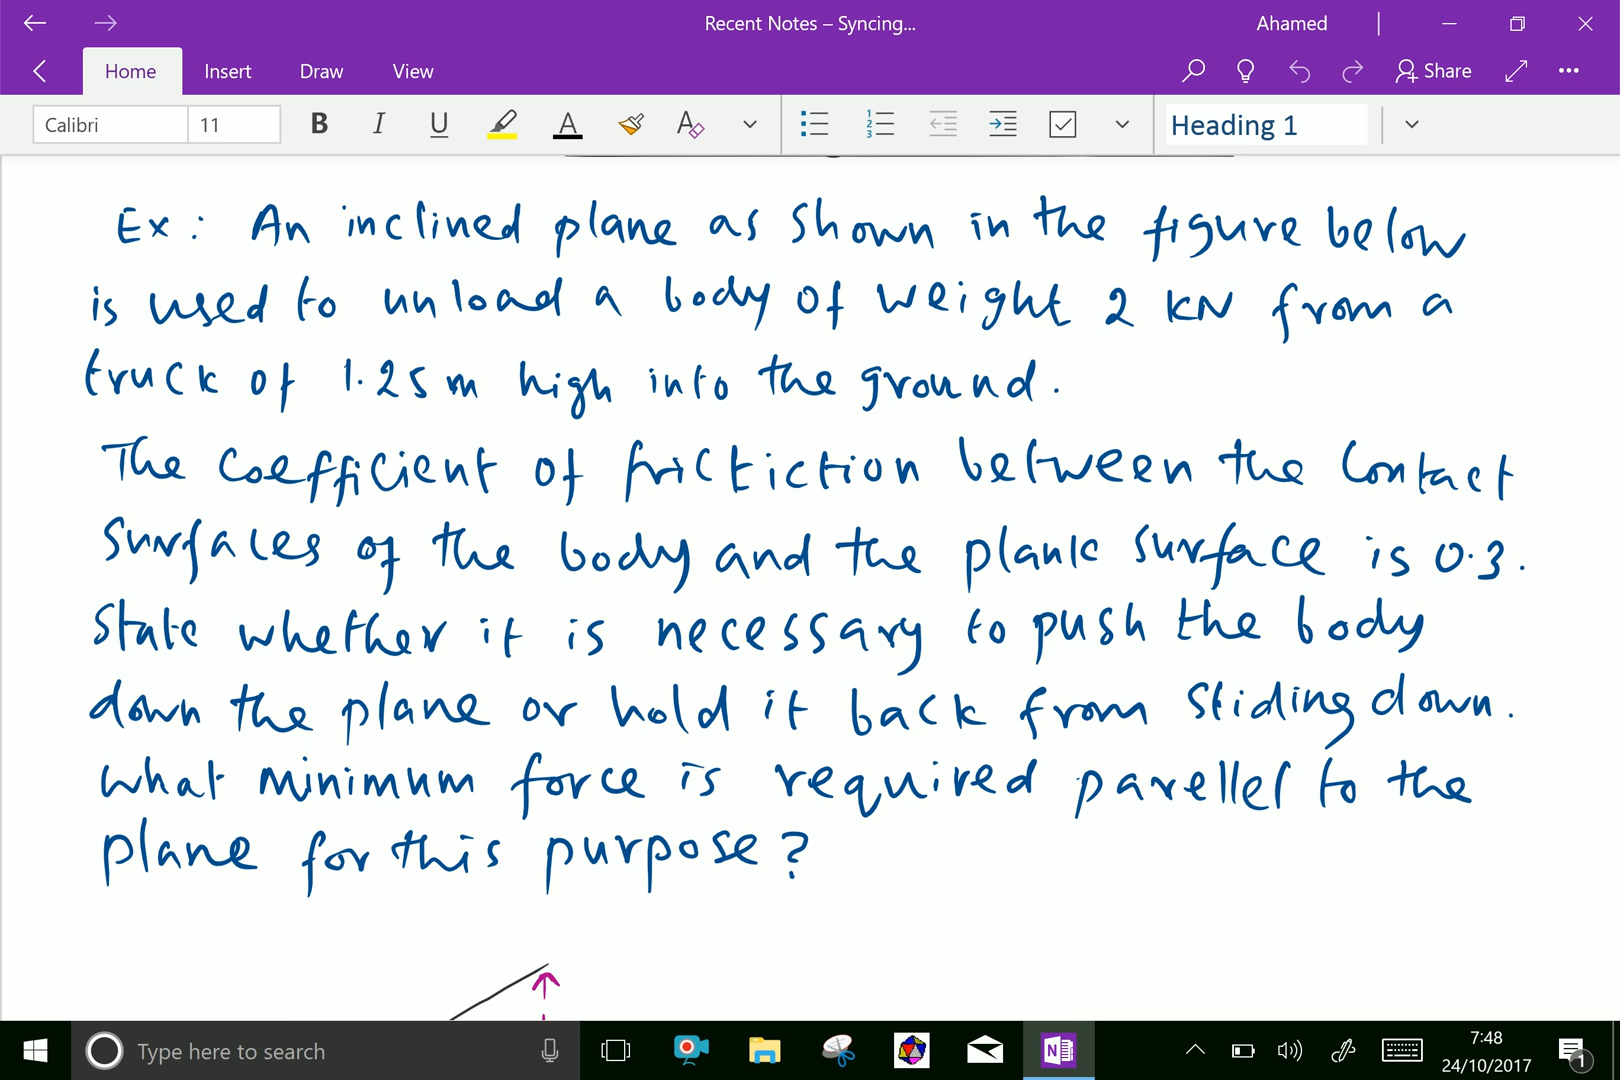 Recent Notes – Syncing...
Ahamed
Home Insert Draw View
Share
Calibri 11 B I U A A Heading 1
Ex: An inclined plane as shown in the figure below
is used to unload a body of weight 2 KN from a
truck of 1.25m high into the ground.
The Coefficient of frictiction between the Contact
Surfaces of the body and the plank surface is 0.3.
State whether it is necessary to push the body
down the plane or hold it back from sliding down.
What minimum force is required parellel to the
plane for this purpose?
Type here to search
7:48
24/10/2017
1